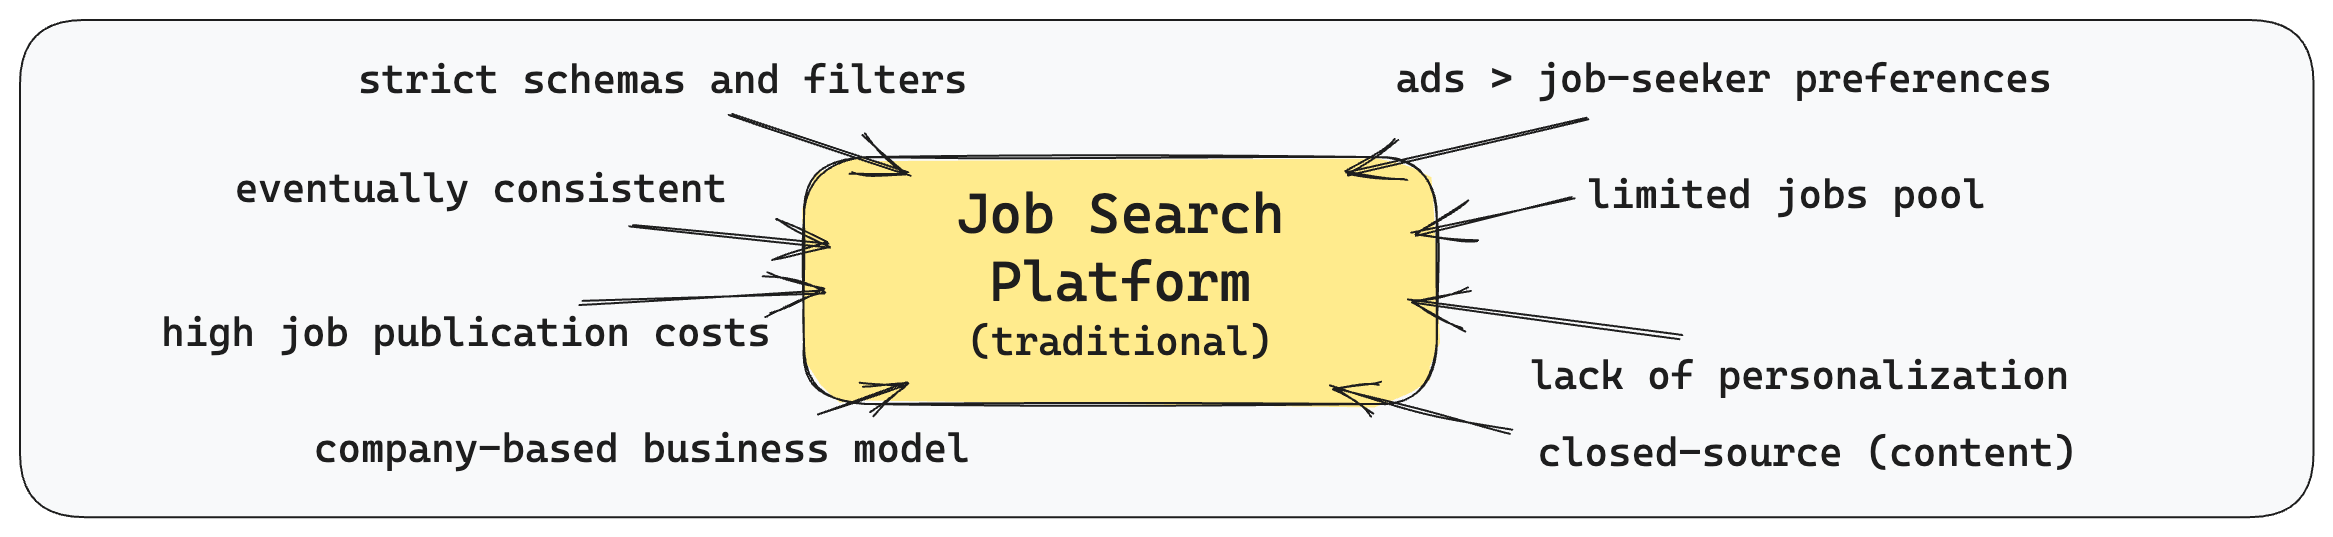 strict schemas and filters
ads > job-seeker preferences
eventually consistent
limited jobs pool
Job Search
Platform
(traditional)
high job publication costs
lack of personalization
company-based business model
closed-source (content)